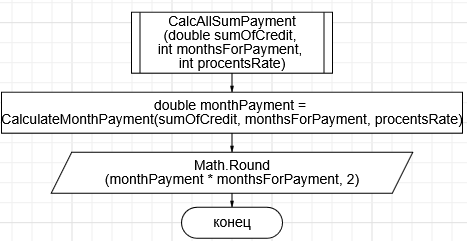 CalcAllSumPayment
(double sumOfCredit,
int monthsForPayment,
int procentsRate)
double monthPayment =
CalculateMonthPayment(sumOfCredit, monthsForPayment, procentsRate)
Math.Round
(monthPayment * monthsForPayment, 2)
конец